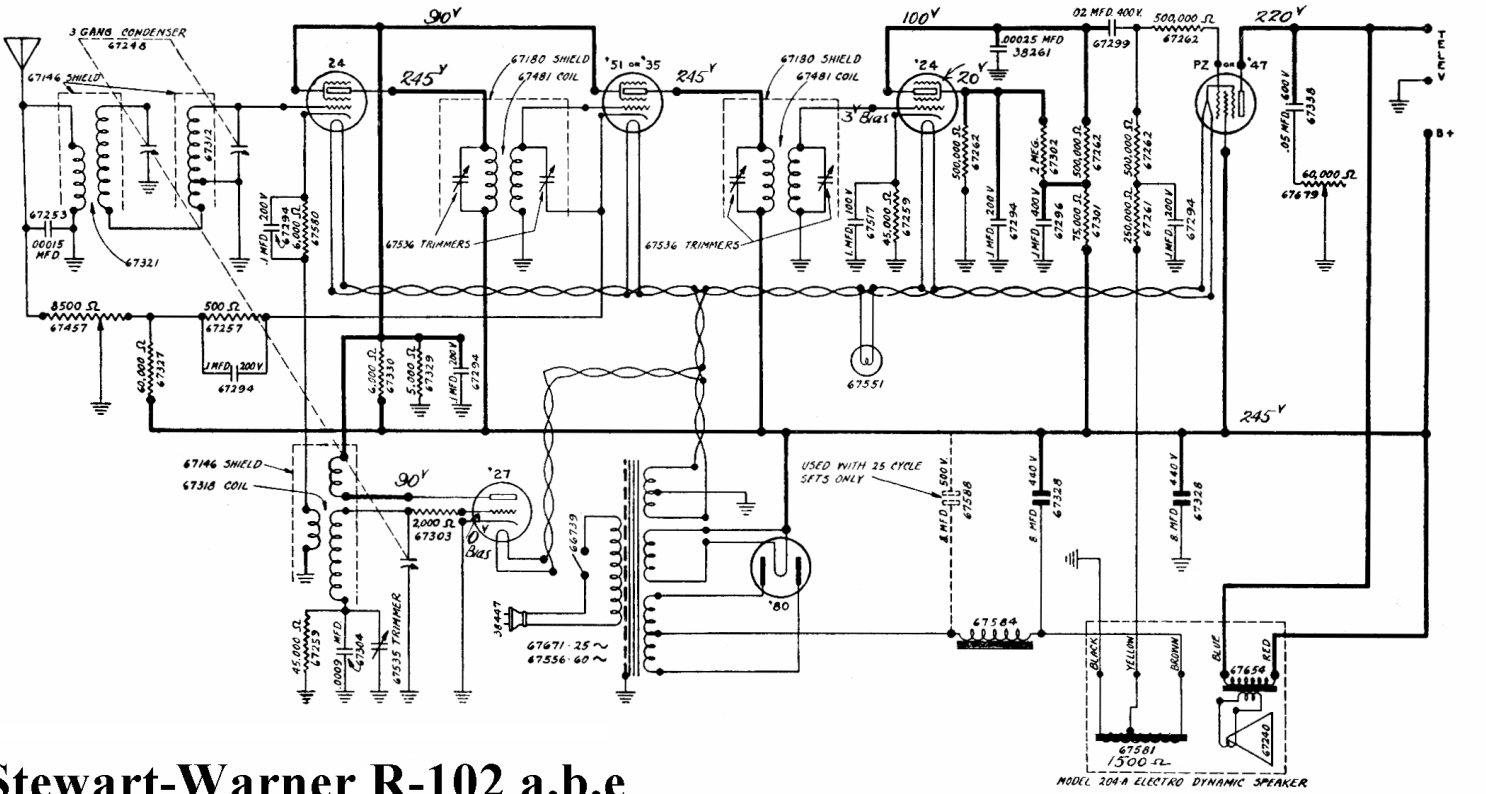 3 GANG CONDENSER
67248
67146 SHIELD
67312
67253
.00015
MFD
67321
24
90V
245V
.1 MFD 200V
67294
6,000 Ω
67580
67180 SHIELD
67481 COIL
67536 TRIMMERS
'51 OR '35
245V
67180 SHIELD
67481 COIL
67536 TRIMMERS
100V
'24
20V
3V Bias
.00025 MFD
38261
1. MFD 100V
67517
45,000 Ω
67259
500,000 Ω
67262
.1 MFD 200V
67294
2 MEG.
67302
.1 MFD 400V
67296
500,000 Ω
67262
75,000 Ω
67301
.02 MFD. 400V.
67299
500,000 Ω
67262
500,000 Ω
67262
250,000 Ω
67261
.1 MFD 200V
67294
PZ OR '47
220V
.05 MFD. 600V
67338
60,000 Ω
67679
TELEV
B+
8500 Ω
67457
500 Ω
67257
60,000 Ω
67327
.1 MFD 200V
67294
6,000 Ω
67330
5,000 Ω
67329
.1 MFD 200V
67294
67551
245V
67146 SHIELD
67318 COIL
90V
'27
2,000 Ω
67303
0V
Bias
45,000 Ω
67259
.0009 MFD
67304
67535 TRIMMER
66739
38447
67671 - 25 ~
67556 - 60 ~
'80
USED WITH 25 CYCLE
SETS ONLY
8 MFD 500V.
67588
8 MFD 440V
67328
8 MFD 440V
67328
67584
BLACK
YELLOW
BROWN
BLUE
RED
67654
67240
67581
1500 Ω
MODEL 204-A ELECTRO DYNAMIC SPEAKER
Stewart-Warner R-102 a,b,e